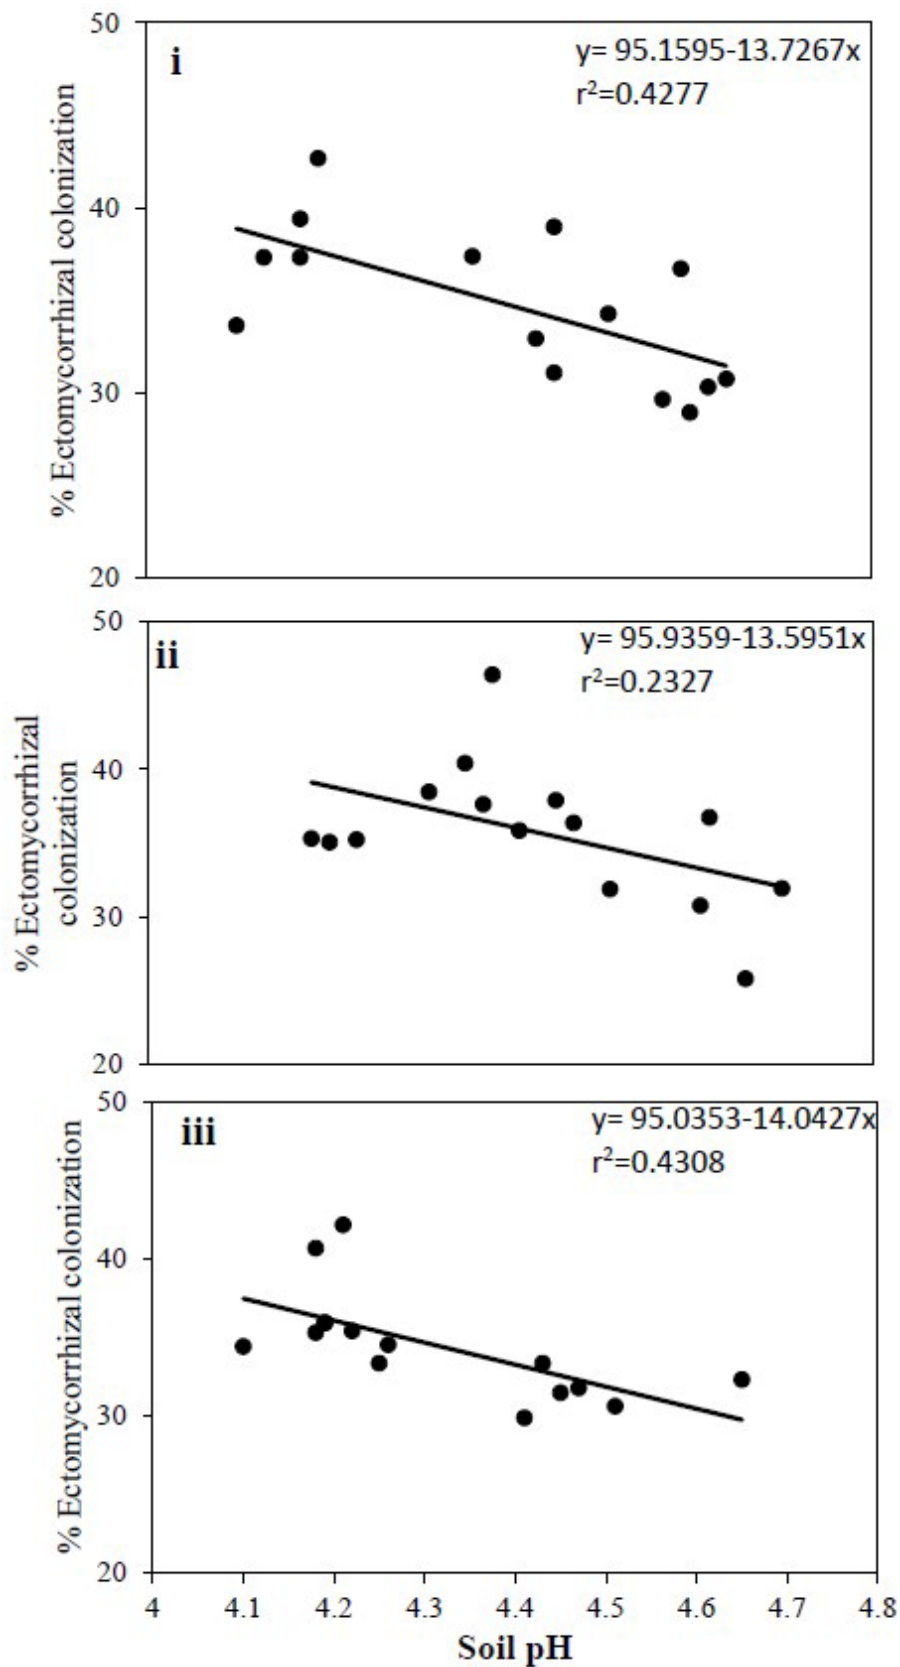 50
i
y= 95.1595-13.7267x
r²=0.4277
40
30
20
% Ectomycorrhizal colonization
50
ii
y= 95.9359-13.5951x
r²=0.2327
40
30
20
% Ectomycorrhizal
colonization
50
iii
y= 95.0353-14.0427x
r²=0.4308
40
30
20
% Ectomycorrhizal colonization
4 4.1 4.2 4.3 4.4 4.5 4.6 4.7 4.8
Soil pH